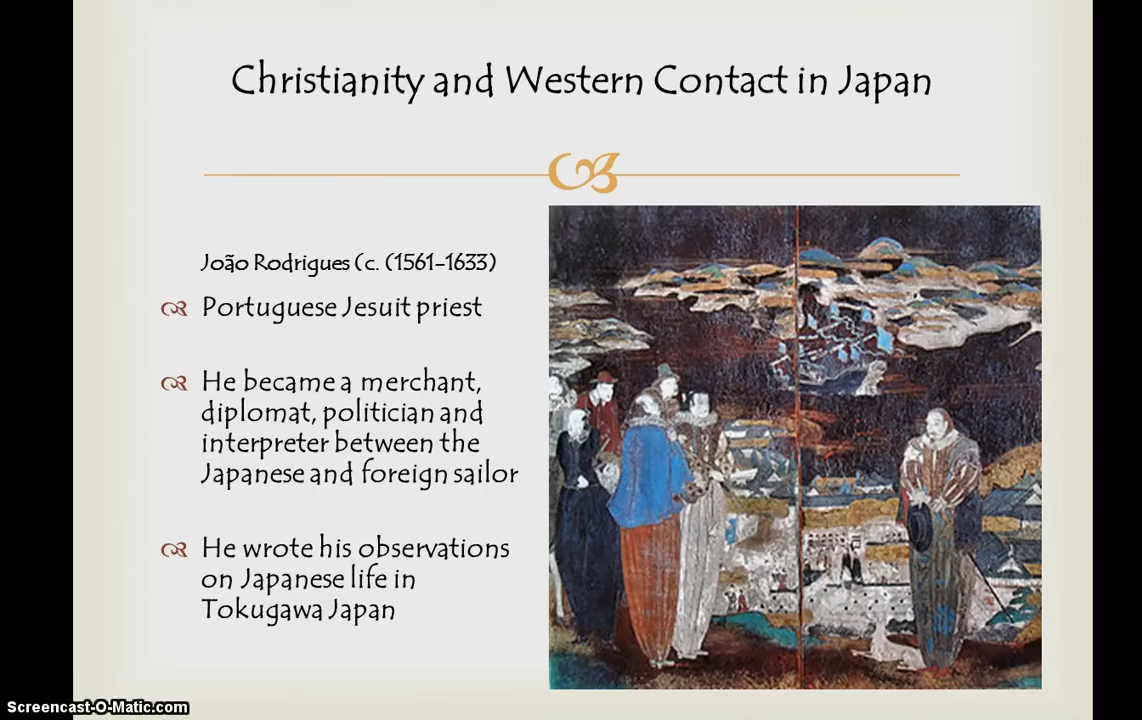 Christianity and Western Contact in Japan
João Rodrigues (c. (1561-1633)
Portuguese Jesuit priest
He became a merchant,
diplomat, politician and
interpreter between the
Japanese and foreign sailor
He wrote his observations
on Japanese life in
Tokugawa Japan
Screencast-O-Matic.com